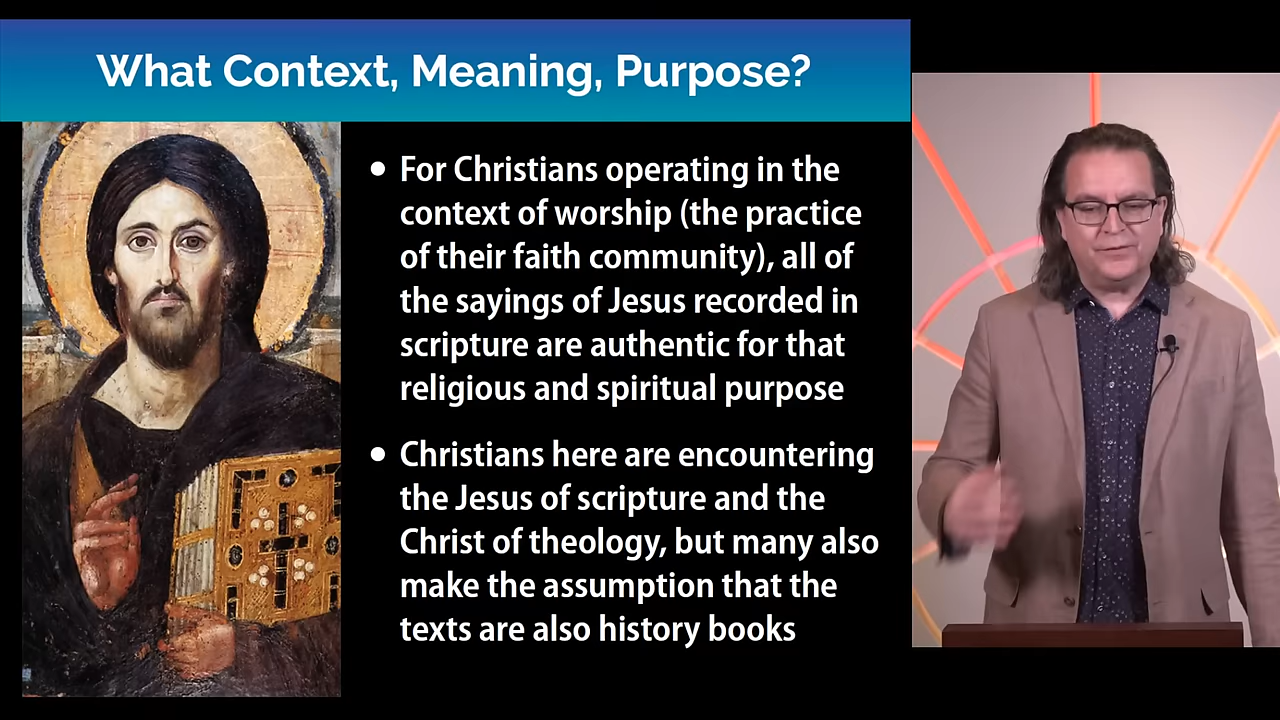 What Context, Meaning, Purpose?
• For Christians operating in the
context of worship (the practice
of their faith community), all of
the sayings of Jesus recorded in
scripture are authentic for that
religious and spiritual purpose
• Christians here are encountering
the Jesus of scripture and the
Christ of theology, but many also
make the assumption that the
texts are also history books